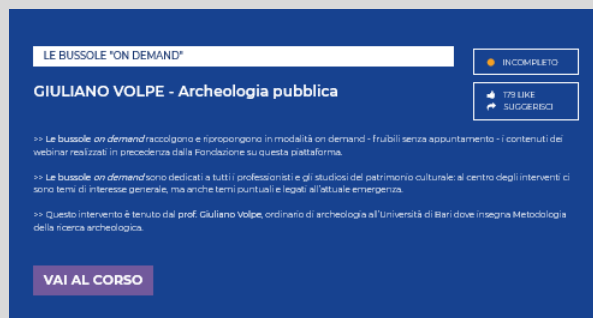 LE BUSSOLE "ON DEMAND"
INCOMPLETO
GIULIANO VOLPE - Archeologia pubblica
179 LIKE
SUGGERISCI
>> Le bussole on demand raccolgono e ripropongono in modalità on demand - fruibili senza appuntamento - i contenuti dei
webinar realizzati in precedenza dalla Fondazione su questa piattaforma.
>> Le bussole on demand sono dedicati a tutti i professionisti e gli studiosi del patrimonio culturale: al centro degli interventi ci
sono temi di interesse generale, ma anche temi puntuali e legati all'attuale emergenza.
>> Questo intervento è tenuto dal prof. Giuliano Volpe, ordinario di archeologia all'Università di Bari dove insegna Metodologia
della ricerca archeologica.
VAI AL CORSO